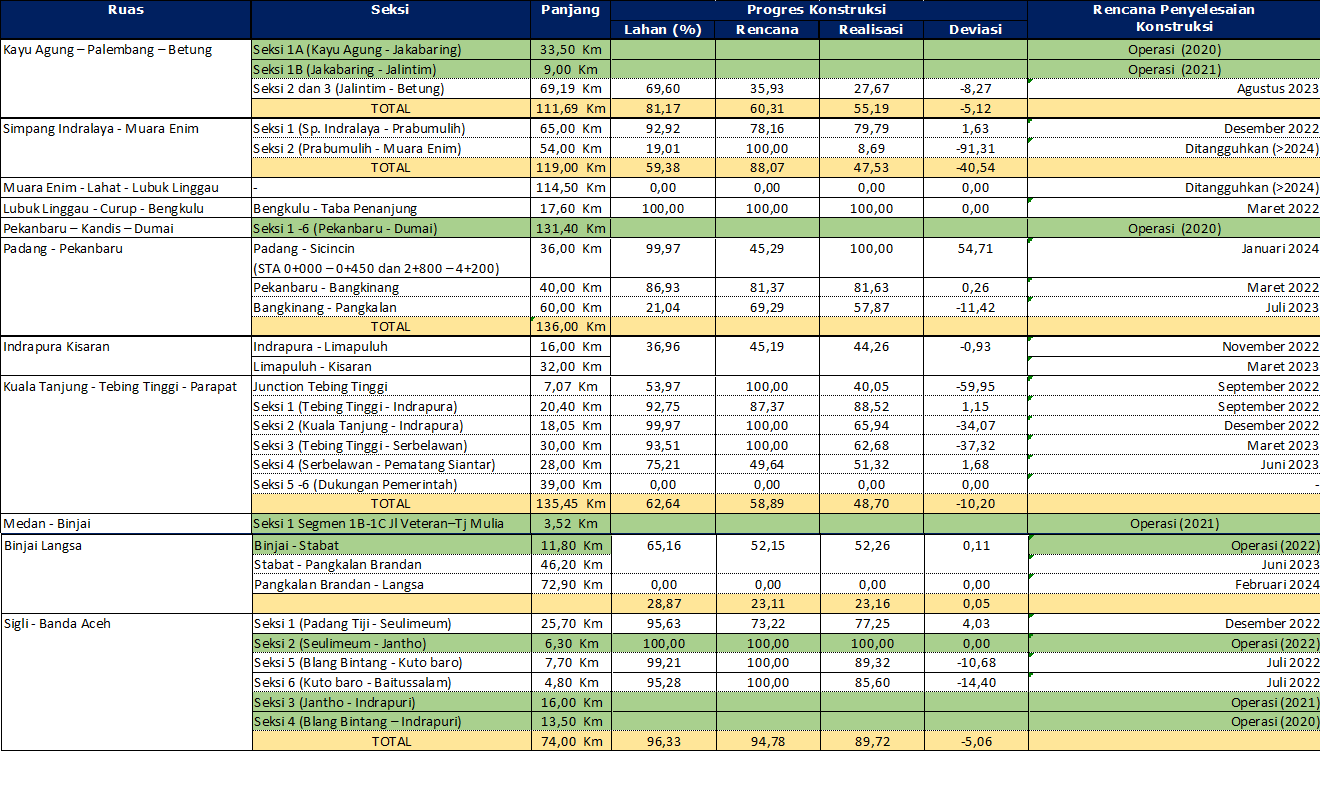 Ruas Seksi Panjang Progres Konstruksi Rencana Penyelesaian Konstruksi
Lahan (%) Rencana Realisasi Deviasi
Kayu Agung – Palembang – Betung Seksi 1A (Kayu Agung - Jakabaring) 33,50 Km Operasi (2020)
Seksi 1B (Jakabaring - Jalintim) 9,00 Km Operasi (2021)
Seksi 2 dan 3 (Jalintim - Betung) 69,19 Km 69,60 35,93 27,67 -8,27 Agustus 2023
TOTAL 111,69 Km 81,17 60,31 55,19 -5,12
Simpang Indralaya - Muara Enim Seksi 1 (Sp. Indralaya - Prabumulih) 65,00 Km 92,92 78,16 79,79 1,63 Desember 2022
Seksi 2 (Prabumulih - Muara Enim) 54,00 Km 19,01 100,00 8,69 -91,31 Ditangguhkan (>2024)
TOTAL 119,00 Km 59,38 88,07 47,53 -40,54
Muara Enim - Lahat - Lubuk Linggau - 114,50 Km 0,00 0,00 0,00 0,00 Ditangguhkan (>2024)
Lubuk Linggau - Curup - Bengkulu Bengkulu - Taba Penanjung 17,60 Km 100,00 100,00 100,00 0,00 Maret 2022
Pekanbaru – Kandis – Dumai Seksi 1 -6 (Pekanbaru - Dumai) 131,40 Km Operasi (2020)
Padang - Pekanbaru Padang - Sicincin 36,00 Km 99,97 45,29 100,00 54,71 Januari 2024
(STA 0+000 – 0+450 dan 2+800 – 4+200)
Pekanbaru - Bangkinang 40,00 Km 86,93 81,37 81,63 0,26 Maret 2022
Bangkinang - Pangkalan 60,00 Km 21,04 69,29 57,87 -11,42 Juli 2023
TOTAL 136,00 Km
Indrapura Kisaran Indrapura - Limapuluh 16,00 Km 36,96 45,19 44,26 -0,93 November 2022
Limapuluh - Kisaran 32,00 Km Maret 2023
Kuala Tanjung - Tebing Tinggi - Parapat Junction Tebing Tinggi 7,07 Km 53,97 100,00 40,05 -59,95 September 2022
Seksi 1 (Tebing Tinggi - Indrapura) 20,40 Km 92,75 87,37 88,52 1,15 September 2022
Seksi 2 (Kuala Tanjung - Indrapura) 18,05 Km 99,97 100,00 65,94 -34,07 Desember 2022
Seksi 3 (Tebing Tinggi - Serbelawan) 30,00 Km 93,51 100,00 62,68 -37,32 Maret 2023
Seksi 4 (Serbelawan - Pematang Siantar) 28,00 Km 75,21 49,64 51,32 1,68 Juni 2023
Seksi 5 -6 (Dukungan Pemerintah) 39,00 Km 0,00 0,00 0,00 0,00 -
TOTAL 135,45 Km 62,64 58,89 48,70 -10,20
Medan - Binjai Seksi 1 Segmen 1B-1C Jl Veteran–Tj Mulia 3,52 Km Operasi (2021)
Binjai Langsa Binjai - Stabat 11,80 Km 65,16 52,15 52,26 0,11 Operasi (2022)
Stabat - Pangkalan Brandan 46,20 Km Juni 2023
Pangkalan Brandan - Langsa 72,90 Km 0,00 0,00 0,00 0,00 Februari 2024
28,87 23,11 23,16 0,05
Sigli - Banda Aceh Seksi 1 (Padang Tiji - Seulimeum) 25,70 Km 95,63 73,22 77,25 4,03 Desember 2022
Seksi 2 (Seulimeum - Jantho) 6,30 Km 100,00 100,00 100,00 0,00 Operasi (2022)
Seksi 5 (Blang Bintang - Kuto baro) 7,70 Km 99,21 100,00 89,32 -10,68 Juli 2022
Seksi 6 (Kuto baro - Baitussalam) 4,80 Km 95,28 100,00 85,60 -14,40 Juli 2022
Seksi 3 (Jantho - Indrapuri) 16,00 Km Operasi (2021)
Seksi 4 (Blang Bintang – Indrapuri) 13,50 Km Operasi (2020)
TOTAL 74,00 Km 96,33 94,78 89,72 -5,06